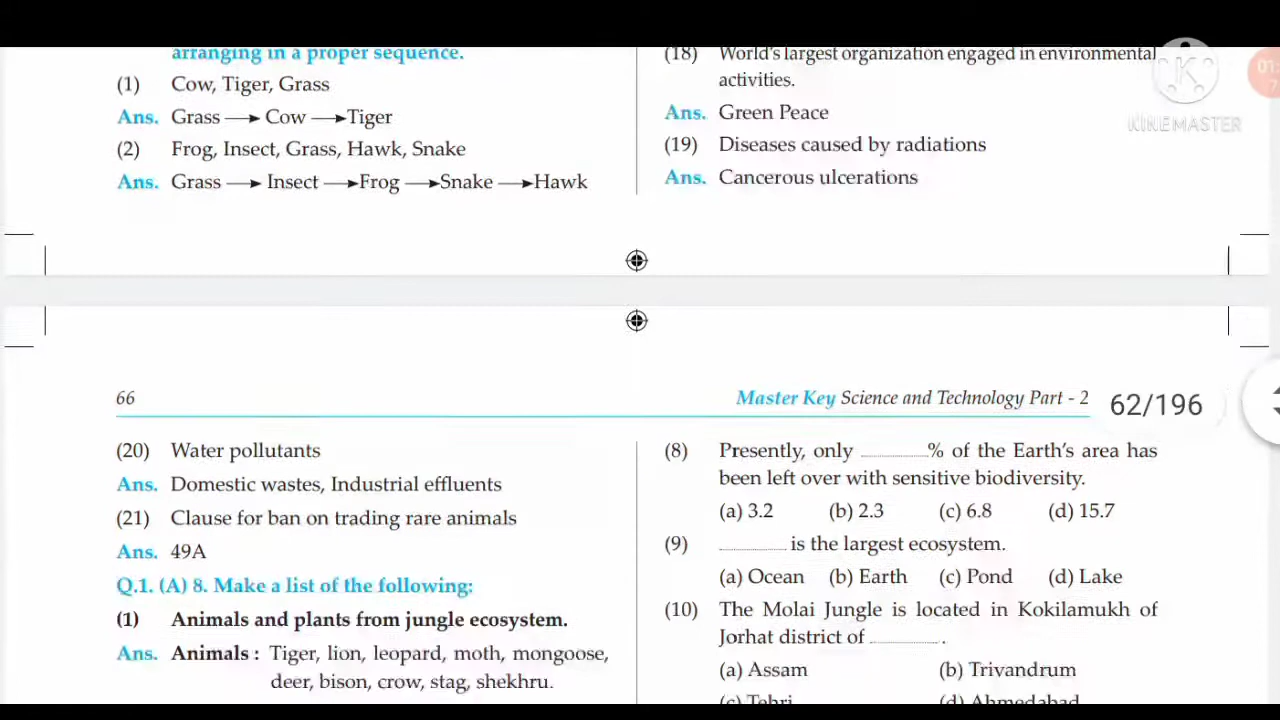 arranging in a proper sequence.
(1) Cow, Tiger, Grass
Ans. Grass → Cow → Tiger
(2) Frog, Insect, Grass, Hawk, Snake
Ans. Grass → Insect → Frog → Snake → Hawk
(18) World's largest organization engaged in environmental
activities.
Ans. Green Peace
(19) Diseases caused by radiations
Ans. Cancerous ulcerations
KINEMASTER
66
Master Key Science and Technology Part - 2
62/196
(20) Water pollutants
Ans. Domestic wastes, Industrial effluents
(21) Clause for ban on trading rare animals
Ans. 49A
Q.1. (A) 8. Make a list of the following:
(1) Animals and plants from jungle ecosystem.
Ans. Animals : Tiger, lion, leopard, moth, mongoose,
deer, bison, crow, stag, shekhru.
(8) Presently, only ............ % of the Earth's area has
been left over with sensitive biodiversity.
(a) 3.2 (b) 2.3 (c) 6.8 (d) 15.7
(9) ............ is the largest ecosystem.
(a) Ocean (b) Earth (c) Pond (d) Lake
(10) The Molai Jungle is located in Kokilamukh of
Jorhat district of ............ .
(a) Assam (b) Trivandrum
(c) Tehri (d) Ahmedabad